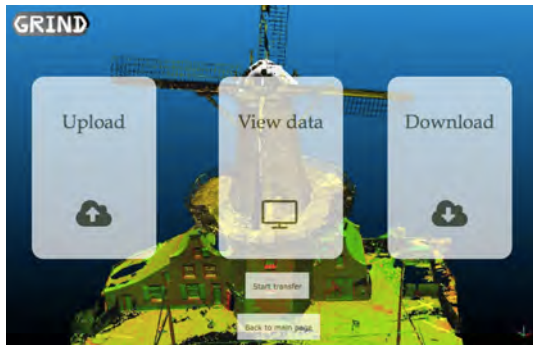 GRIND
Upload
View data
Download
Start transfer
Back to main page